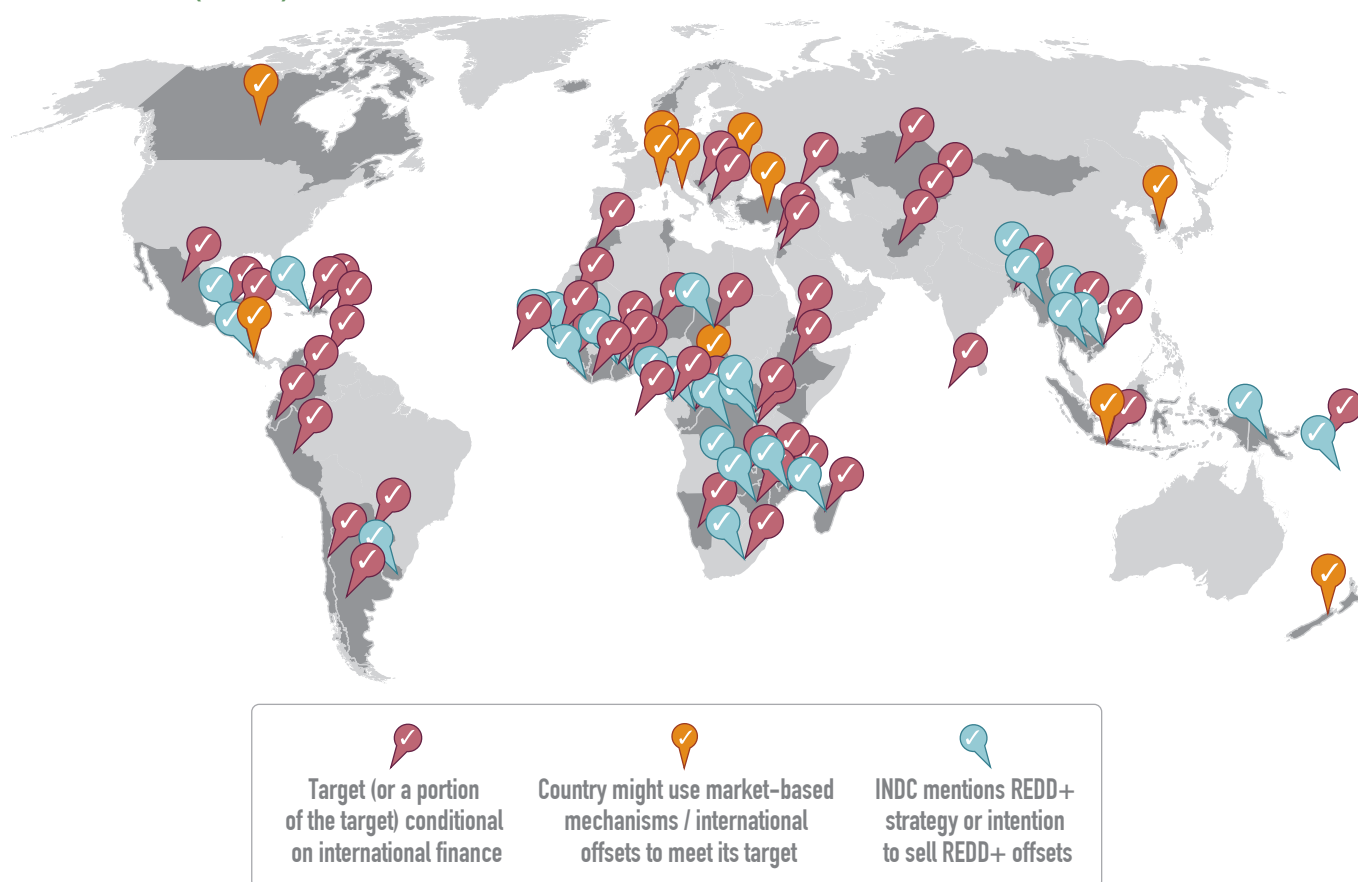 Target (or a portion
of the target) conditional
on international finance
Country might use market-based
mechanisms / international
offsets to meet its target
INDC mentions REDD+
strategy or intention
to sell REDD+ offsets